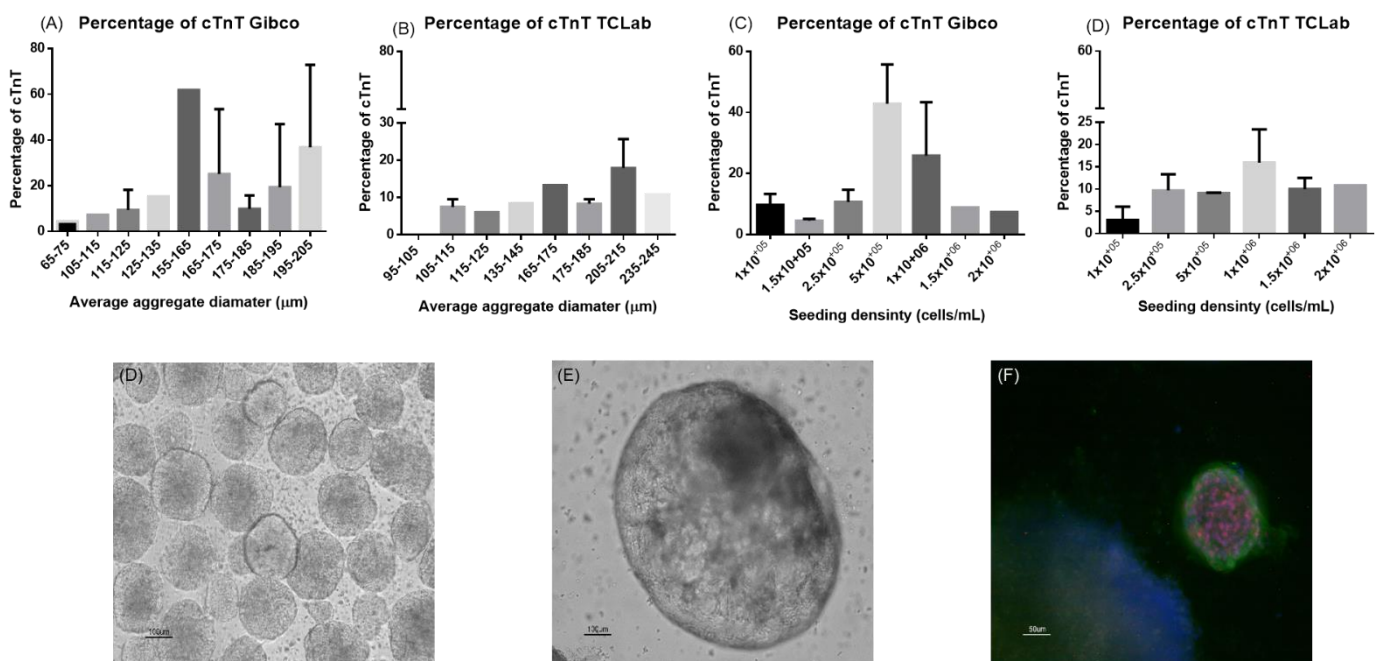 (A) Percentage of cTnT Gibco
Percentage of cTnT
80
60
40
20
0
65-75
105-115
115-125
125-135
155-165
165-175
175-185
185-195
195-205
Average aggregate diamater (μm)
(B) Percentage of cTnT TCLab
Percentage of cTnT
80
30
20
10
0
95-105
105-115
115-125
135-145
165-175
175-185
205-215
235-245
Average aggregate diamater (μm)
(C) Percentage of cTnT Gibco
Percentage of cTnT
60
40
20
0
1x10⁺⁰⁵
1.5x10+05
2.5x10⁺⁰⁵
5x10⁺⁰⁵
1x10+06
1.5x10⁺⁰⁶
2x10⁺⁰⁶
Seeding densinty (cells/mL)
(D) Percentage of cTnT TCLab
Percentage of cTnT
60
25
20
15
10
5
0
1x10⁺⁰⁵
2.5x10⁺⁰⁵
5x10⁺⁰⁵
1x10⁺⁰⁶
1.5x10⁺⁰⁶
2x10⁺⁰⁶
Seeding densinty (cells/mL)
(D)
100μm
(E)
100μm
(F)
50um